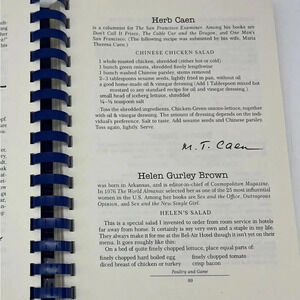 Herb Caen
is a columnist for The San Francisco Examiner. Among his books are
Don't Call It Frisco, The Cable Car and the Dragon, and One Man's
San Francisco. (The following recipe was submitted by his wife, Maria
Theresa Caen.)
CHINESE CHICKEN SALAD
1 whole roasted chicken, shredded (either hot or cold)
1 bunch green onions, shredded finely lengthwise
1 bunch washed Chinese parsley, stems removed
2-3 tablespoons sesame seeds, lightly fried in pan, without oil
a good home-made oil & vinegar dressing (Add 1 Tablespoon mixed hot
mustard to any standard recipe for oil and vinegar dressing.)
small head of iceberg lettuce, shredded
¼-½ teaspoon salt
Toss the shredded ingredients, Chicken-Green onions-lettuce, together
with oil & vinegar dressing. The amount of dressing depends on individual
preference. Salt to taste. Add sesame seeds and Chinese parsley.
Toss again, lightly. Serve.
M. T. Caen
Helen Gurley Brown
was born in Arkansas, and is editor-in-chief of Cosmopolitan Magazine.
In 1976 The World Almanac selected her as one of the 25 most influential
women in the U.S. Among her books are Sex and the Office, Outrageous
Opinion, and Sex and the New Single Girl.
HELEN'S SALAD
This is a special salad I invented to order from room service in hotels
far away from home. It certainly is my very own and a staple in my life.
They always make it for me at the Bel-Air Hotel though it isn't yet on their
menu. It goes roughly like this:
On a bed of quite finely chopped lettuce, place equal parts of:
finely chopped hard boiled egg finely chopped tomato
diced breast of chicken or turkey crisp bacon
Poultry and Game
89